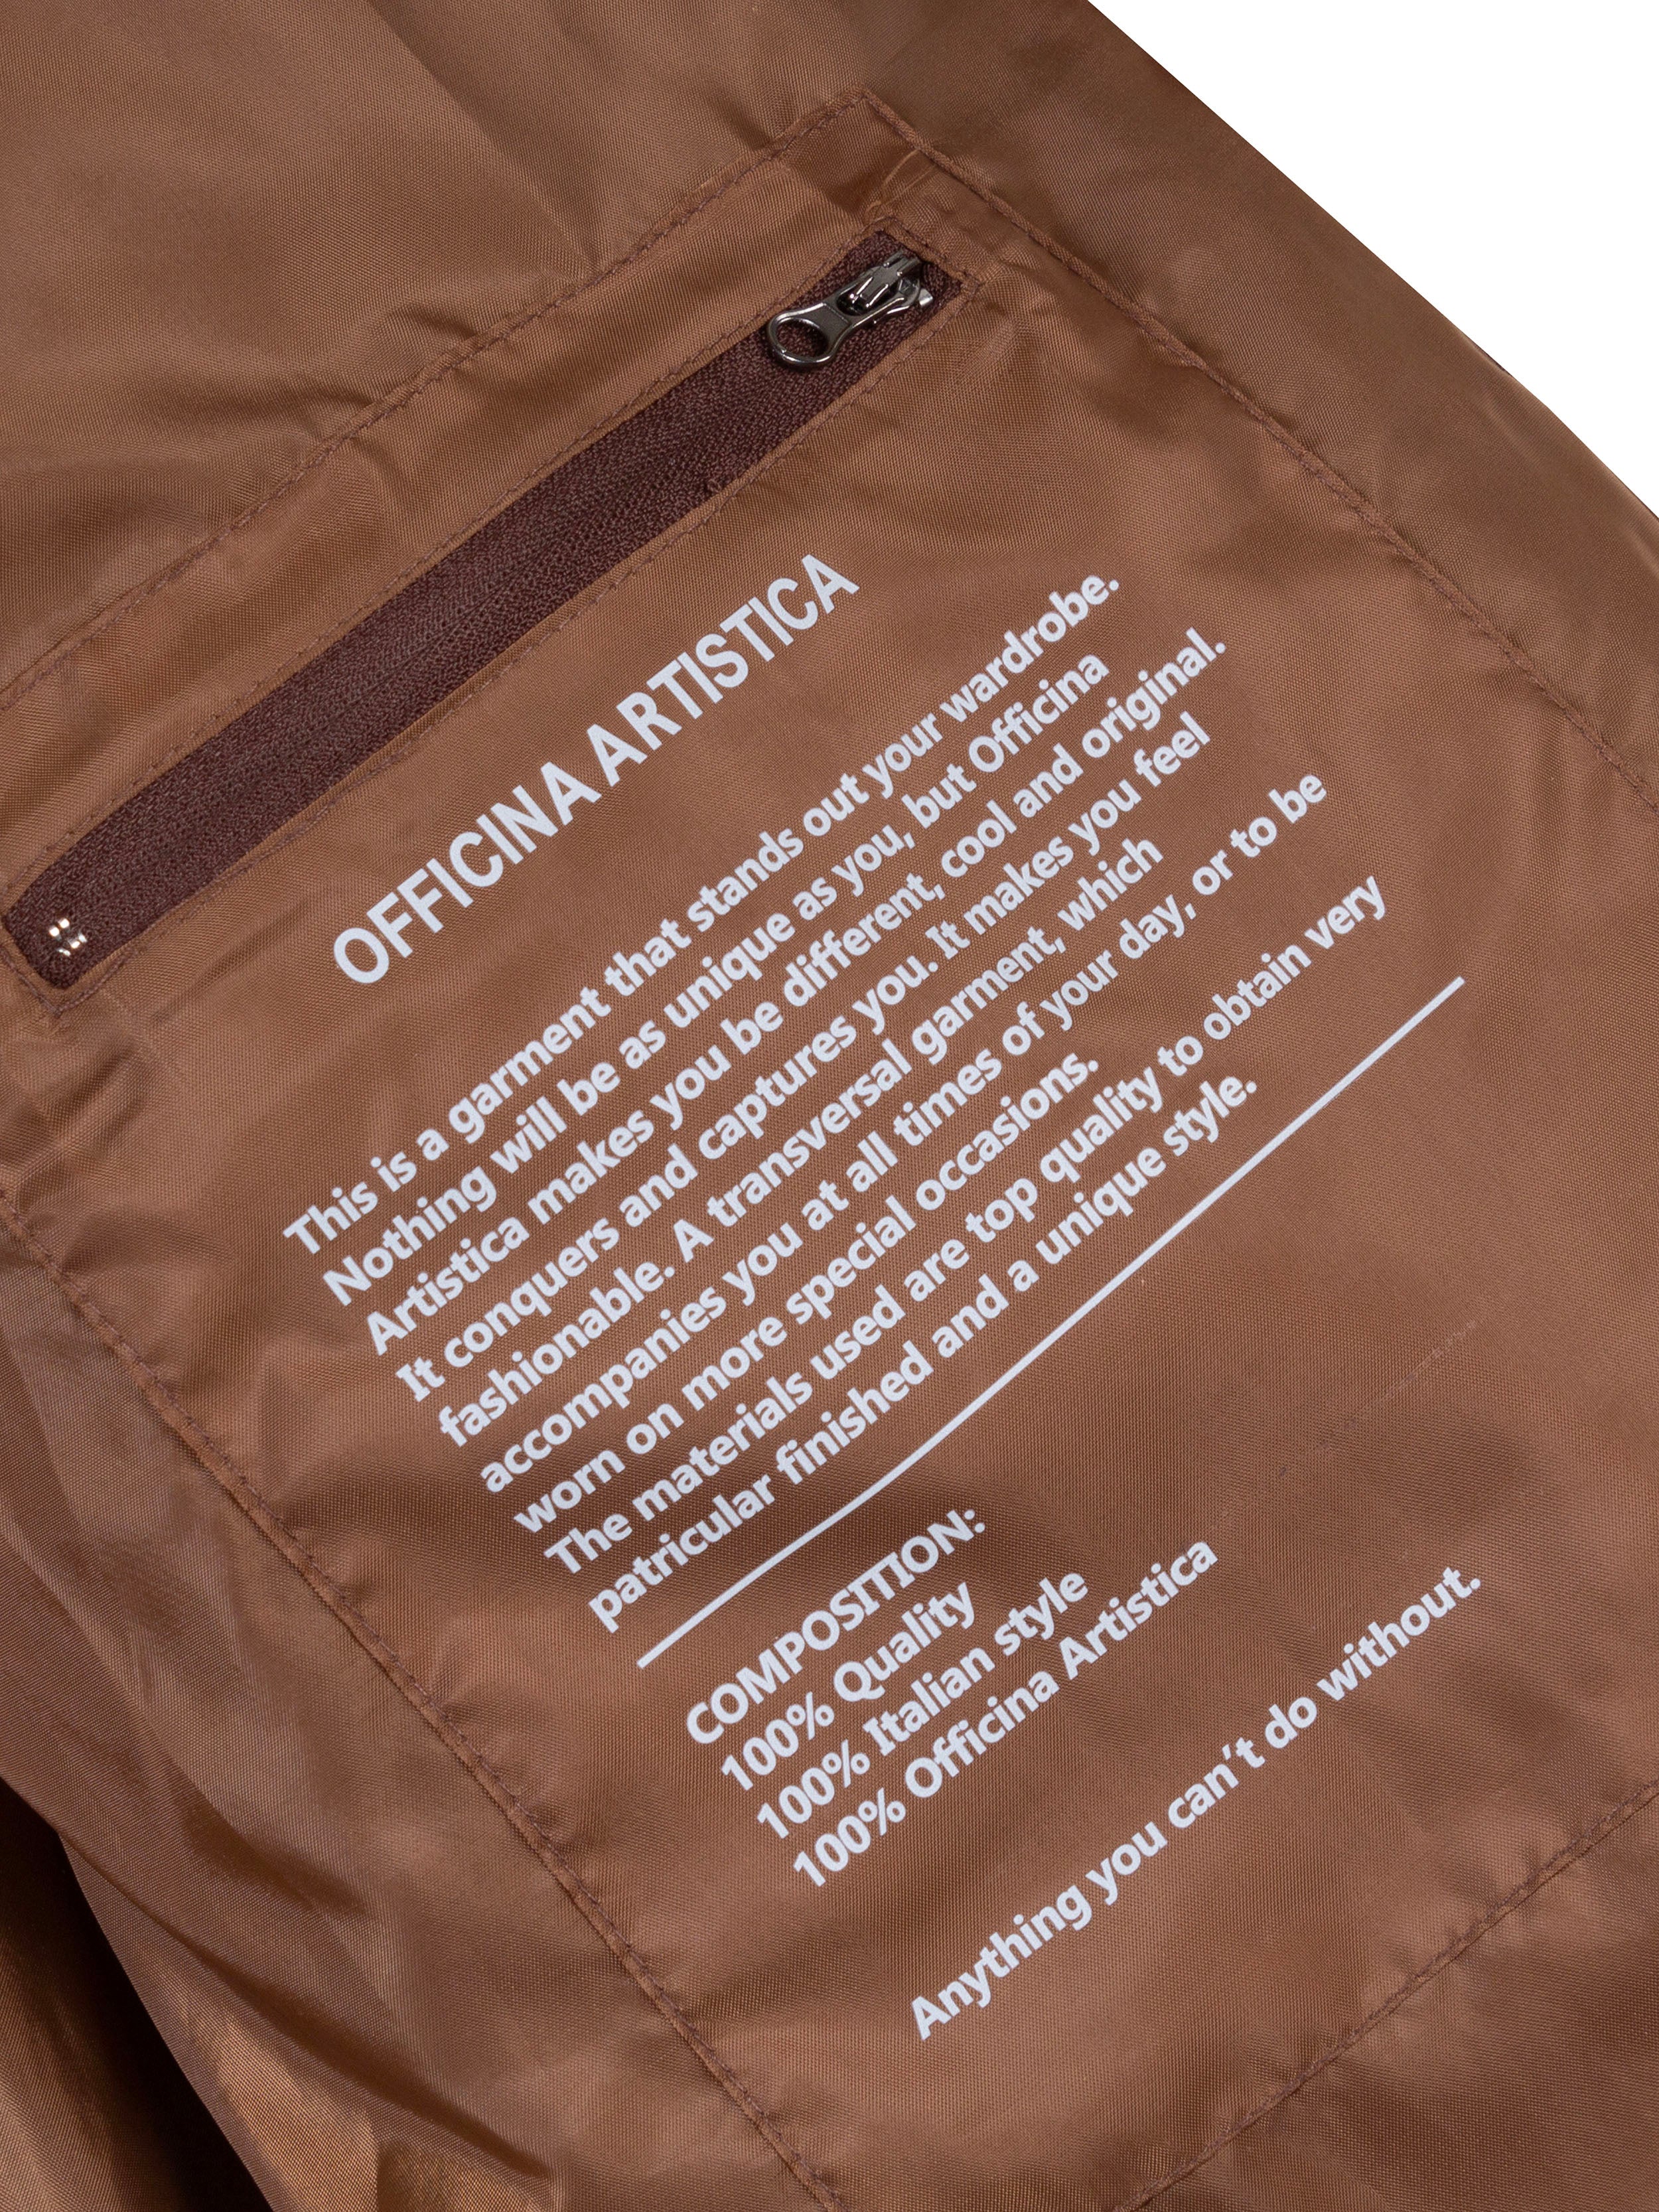 OFFICINA ARTISTICA
This is a garment that stands out your wardrobe.
Nothing will be as unique as you, but Officina
Artistica makes you be different, cool and original.
It conquers and captures you. It makes you feel
fashionable. A transversal garment, which
accompanies you at all times of your day, or to be
worn on more special occasions.
The materials used are top quality to obtain very
patricular finished and a unique style.
COMPOSITION:
100% Quality
100% Italian style
100% Officina Artistica
Anything you can't do without.